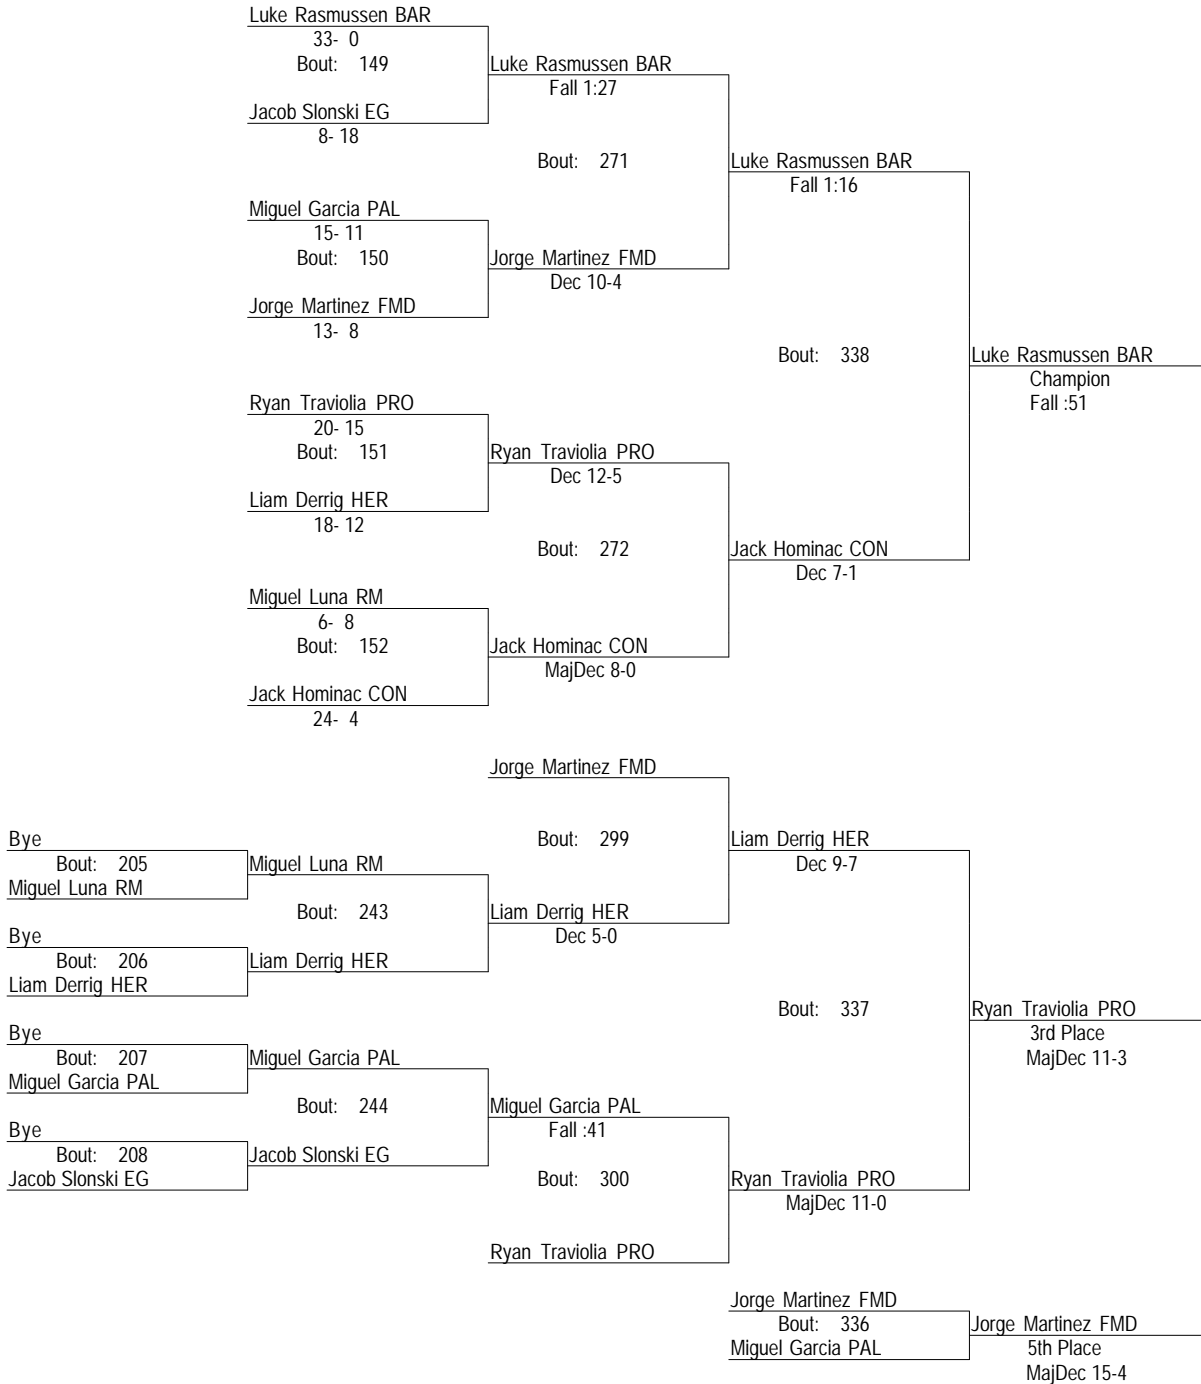 Luke Rasmussen BAR
33- 0
Bout: 149
Luke Rasmussen BAR
Fall 1:27
Jacob Slonski EG
8- 18
Bout: 271
Luke Rasmussen BAR
Fall 1:16
Miguel Garcia PAL
15- 11
Bout: 150
Jorge Martinez FMD
Dec 10-4
Jorge Martinez FMD
13- 8
Bout: 338
Luke Rasmussen BAR
Champion
Fall :51
Ryan Traviolia PRO
20- 15
Bout: 151
Ryan Traviolia PRO
Dec 12-5
Liam Derrig HER
18- 12
Bout: 272
Jack Hominac CON
Dec 7-1
Miguel Luna RM
6- 8
Bout: 152
Jack Hominac CON
MajDec 8-0
Jack Hominac CON
24- 4
Jorge Martinez FMD
Bye
Bout: 299
Liam Derrig HER
Dec 9-7
Bout: 205
Miguel Luna RM
Miguel Luna RM
Bout: 243
Liam Derrig HER
Dec 5-0
Bye
Bout: 206
Liam Derrig HER
Liam Derrig HER
Bout: 337
Ryan Traviolia PRO
3rd Place
MajDec 11-3
Bye
Bout: 207
Miguel Garcia PAL
Miguel Garcia PAL
Bout: 244
Miguel Garcia PAL
Fall :41
Bye
Bout: 208
Jacob Slonski EG
Jacob Slonski EG
Bout: 300
Ryan Traviolia PRO
MajDec 11-0
Ryan Traviolia PRO
Jorge Martinez FMD
Bout: 336
Jorge Martinez FMD
Miguel Garcia PAL
5th Place
MajDec 15-4